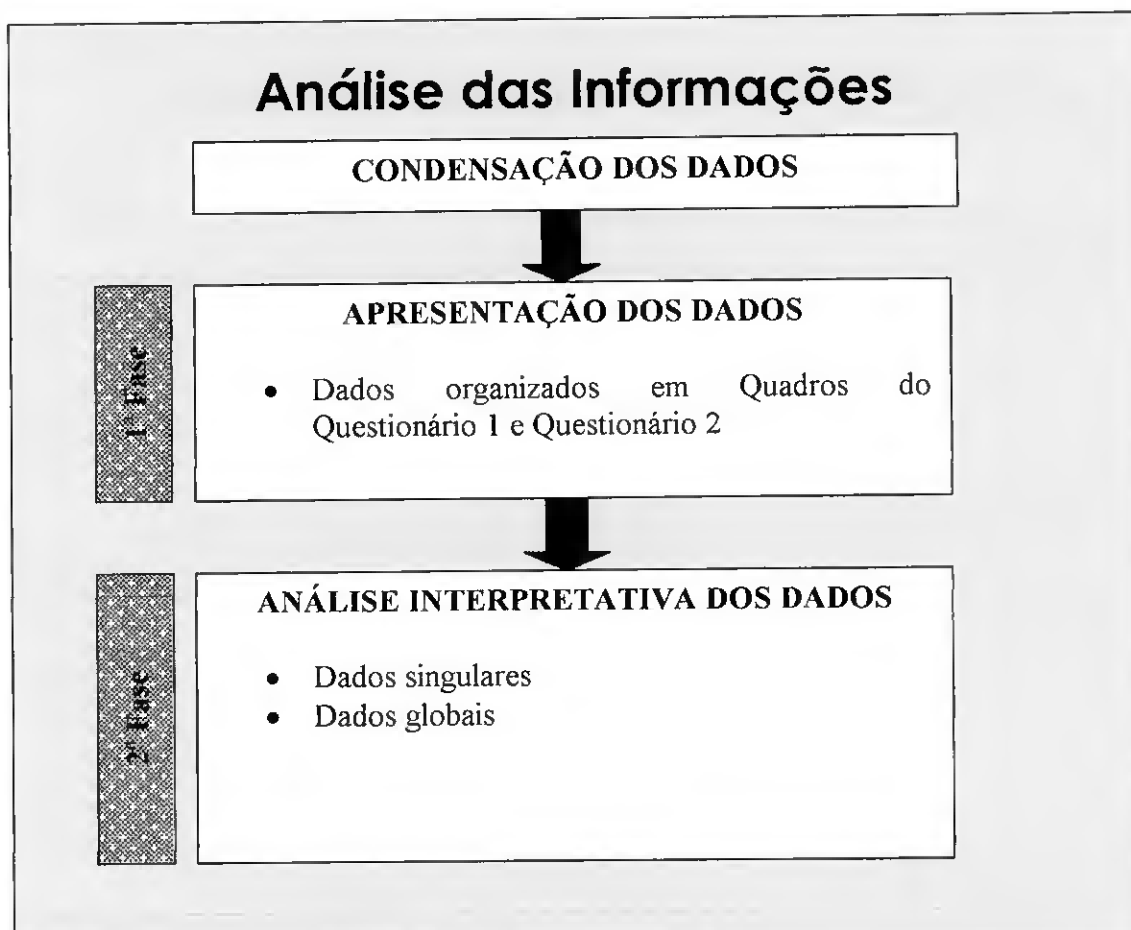 Análise das Informações
CONDENSAÇÃO DOS DADOS
1ª Fase
APRESENTAÇÃO DOS DADOS
• Dados organizados em Quadros do
Questionário 1 e Questionário 2
2ª Fase
ANÁLISE INTERPRETATIVA DOS DADOS
• Dados singulares
• Dados globais